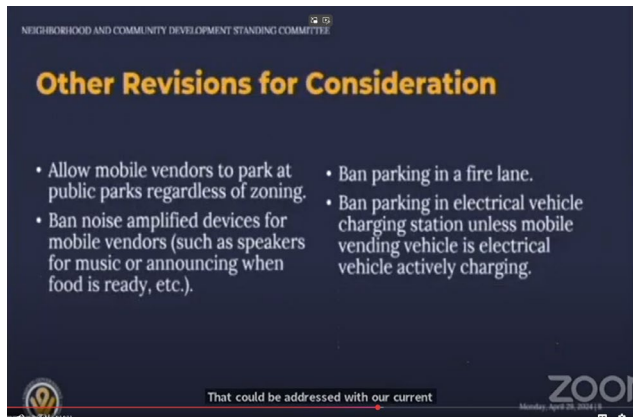 NEIGHBORHOOD AND COMMUNITY DEVELOPMENT STANDING COMMITTEE
Other Revisions for Consideration
• Allow mobile vendors to park at
public parks regardless of zoning.
• Ban noise amplified devices for
mobile vendors (such as speakers
for music or announcing when
food is ready, etc.).
• Ban parking in a fire lane.
• Ban parking in electrical vehicle
charging station unless mobile
vending vehicle is electrical
vehicle actively charging.
That could be addressed with our current
zoom
Monday, April 29, 2024 |